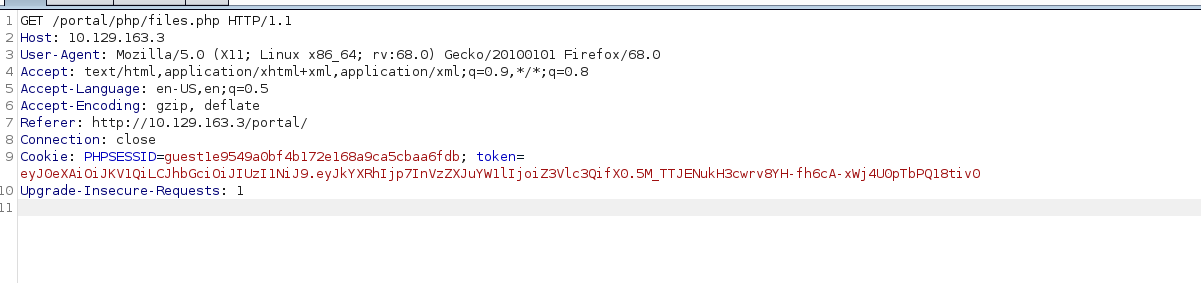 1 GET /portal/php/files.php HTTP/1.1
2 Host: 10.129.163.3
3 User-Agent: Mozilla/5.0 (X11; Linux x86_64; rv:68.0) Gecko/20100101 Firefox/68.0
4 Accept: text/html,application/xhtml+xml,application/xml;q=0.9,*/*;q=0.8
5 Accept-Language: en-US,en;q=0.5
6 Accept-Encoding: gzip, deflate
7 Referer: http://10.129.163.3/portal/
8 Connection: close
9 Cookie: PHPSESSID=guest1e9549a0bf4b172e168a9ca5cbaa6fdb; token=
eyJ0eXAiOiJKV1QiLCJhbGciOiJIUzI1NiJ9.eyJkYXRhIjp7InVzZXJuYW1lIjoiZ3Vlc3QifX0.5M_TTJENukH3cwrv8YH-fh6cA-xWj4U0pTbPQ18tiv0
10 Upgrade-Insecure-Requests: 1
11